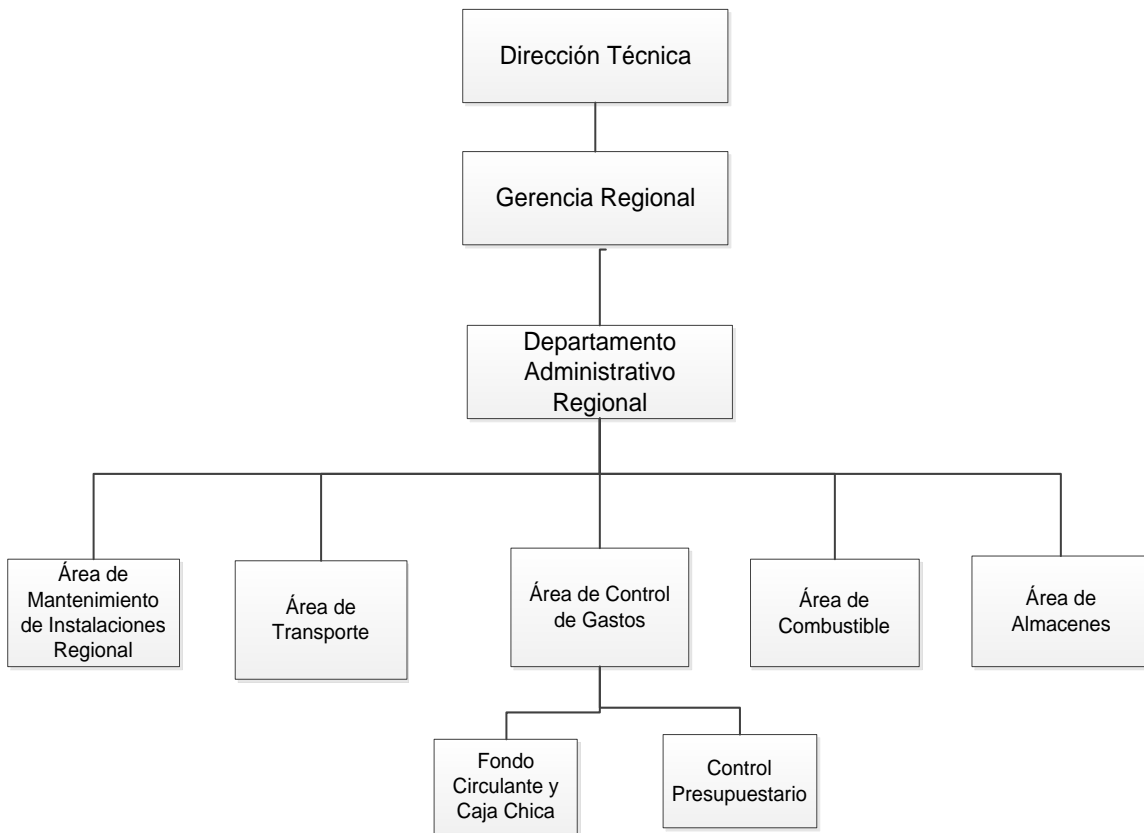 Dirección Técnica
Gerencia Regional
Departamento
Administrativo
Regional
Área de
Mantenimiento
de Instalaciones
Regional
Área de
Transporte
Área de Control
de Gastos
Área de
Combustible
Área de
Almacenes
Fondo
Circulante y
Caja Chica
Control
Presupuestario